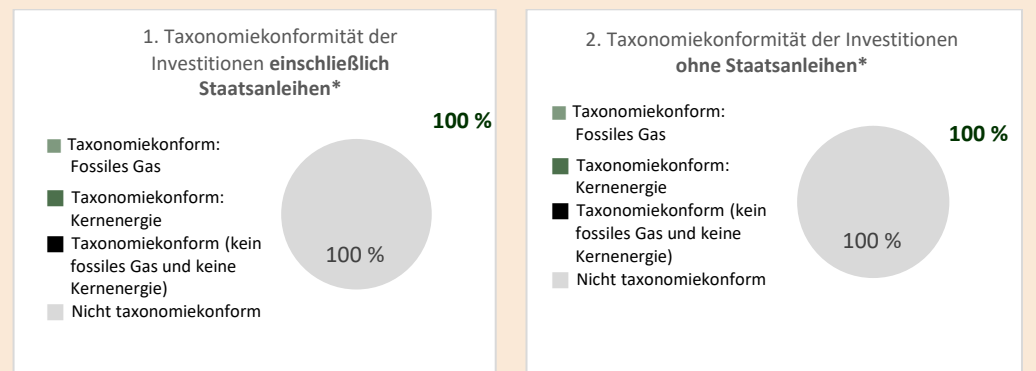 1. Taxonomiekonformität der
Investitionen einschließlich
Staatsanleihen*
100 %
Taxonomiekonform:
Fossiles Gas
Taxonomiekonform:
Kernenergie
Taxonomiekonform (kein
fossiles Gas und keine
Kernenergie)
Nicht taxonomiekonform
100 %
2. Taxonomiekonformität der Investitionen
ohne Staatsanleihen*
100 %
Taxonomiekonform:
Fossiles Gas
Taxonomiekonform:
Kernenergie
Taxonomiekonform (kein
fossiles Gas und keine
Kernenergie)
Nicht taxonomiekonform
100 %